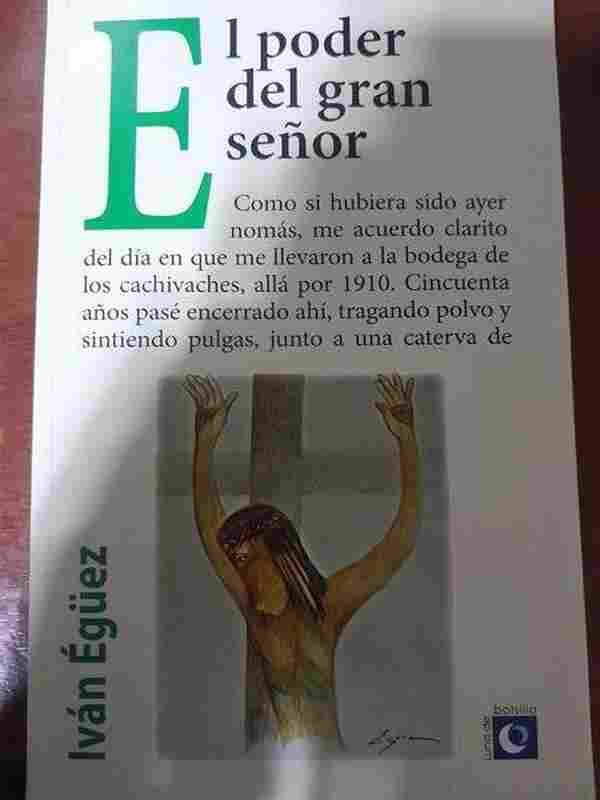 El poder
del gran
señor
Como si hubiera sido ayer
nomás, me acuerdo clarito
del día en que me llevaron a la bodega de
los cachivaches, allá por 1910. Cincuenta
años pasé encerrado ahí, tragando polvo y
sintiendo pulgas, junto a una caterva de
Iván Égüez
luna de
bolsillo